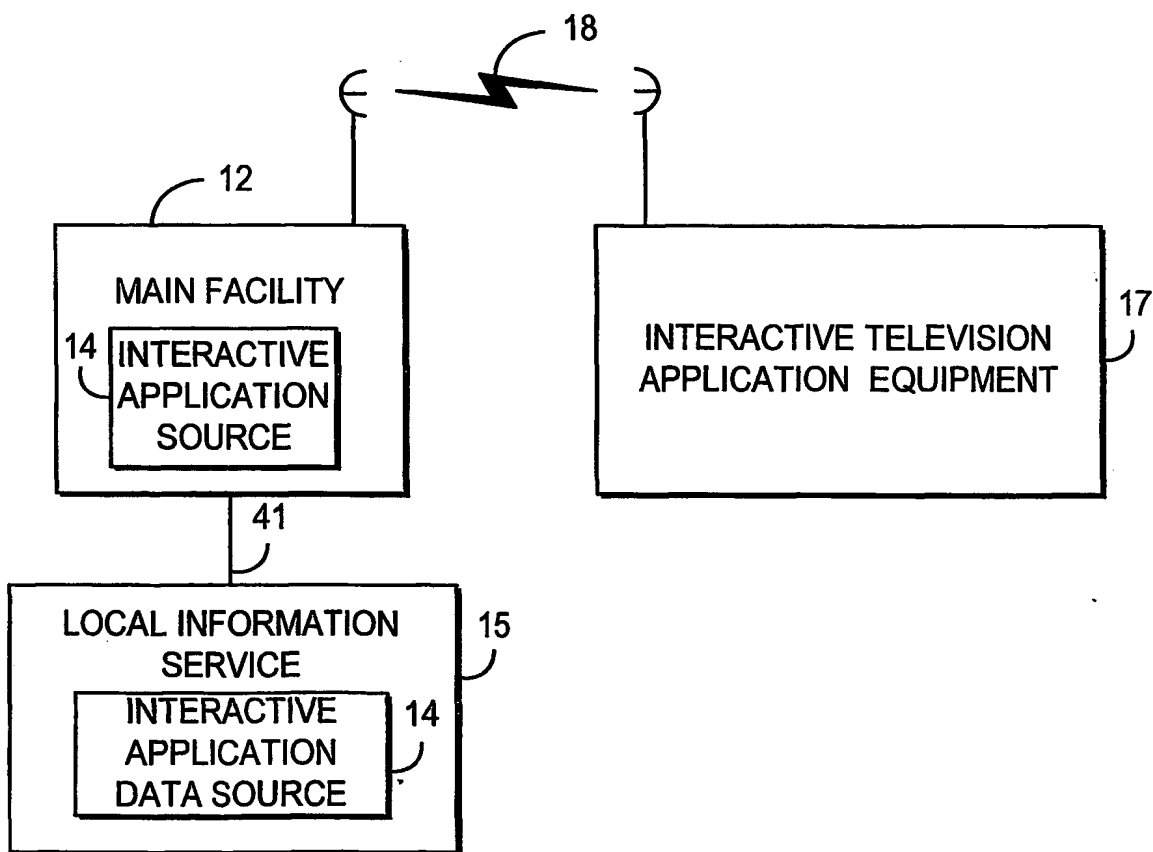 18
12
MAIN FACILITY
14
INTERACTIVE
APPLICATION
SOURCE
INTERACTIVE TELEVISION
APPLICATION EQUIPMENT
17
41
LOCAL INFORMATION
SERVICE
15
INTERACTIVE
APPLICATION
DATA SOURCE
14